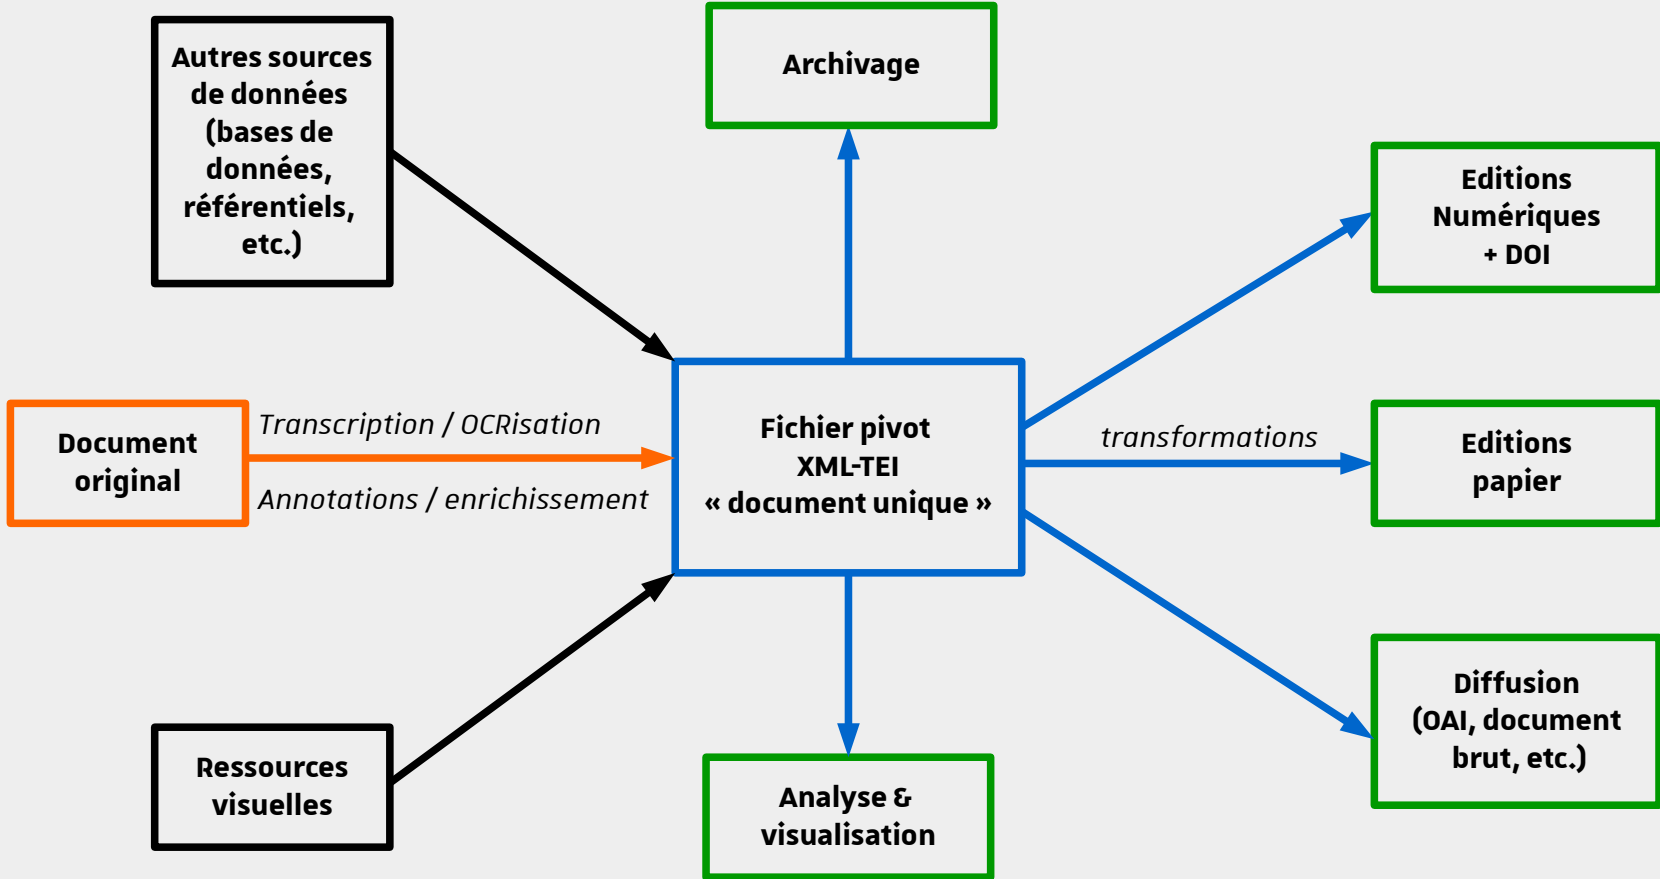 Autres sources
de données
(bases de
données,
référentiels,
etc.)
Archivage
Editions
Numériques
+ DOI
Document
original
Transcription / OCRisation
Annotations / enrichissement
Fichier pivot
XML-TEI
« document unique »
transformations
Editions
papier
Ressources
visuelles
Analyse &
visualisation
Diffusion
(OAI, document
brut, etc.)